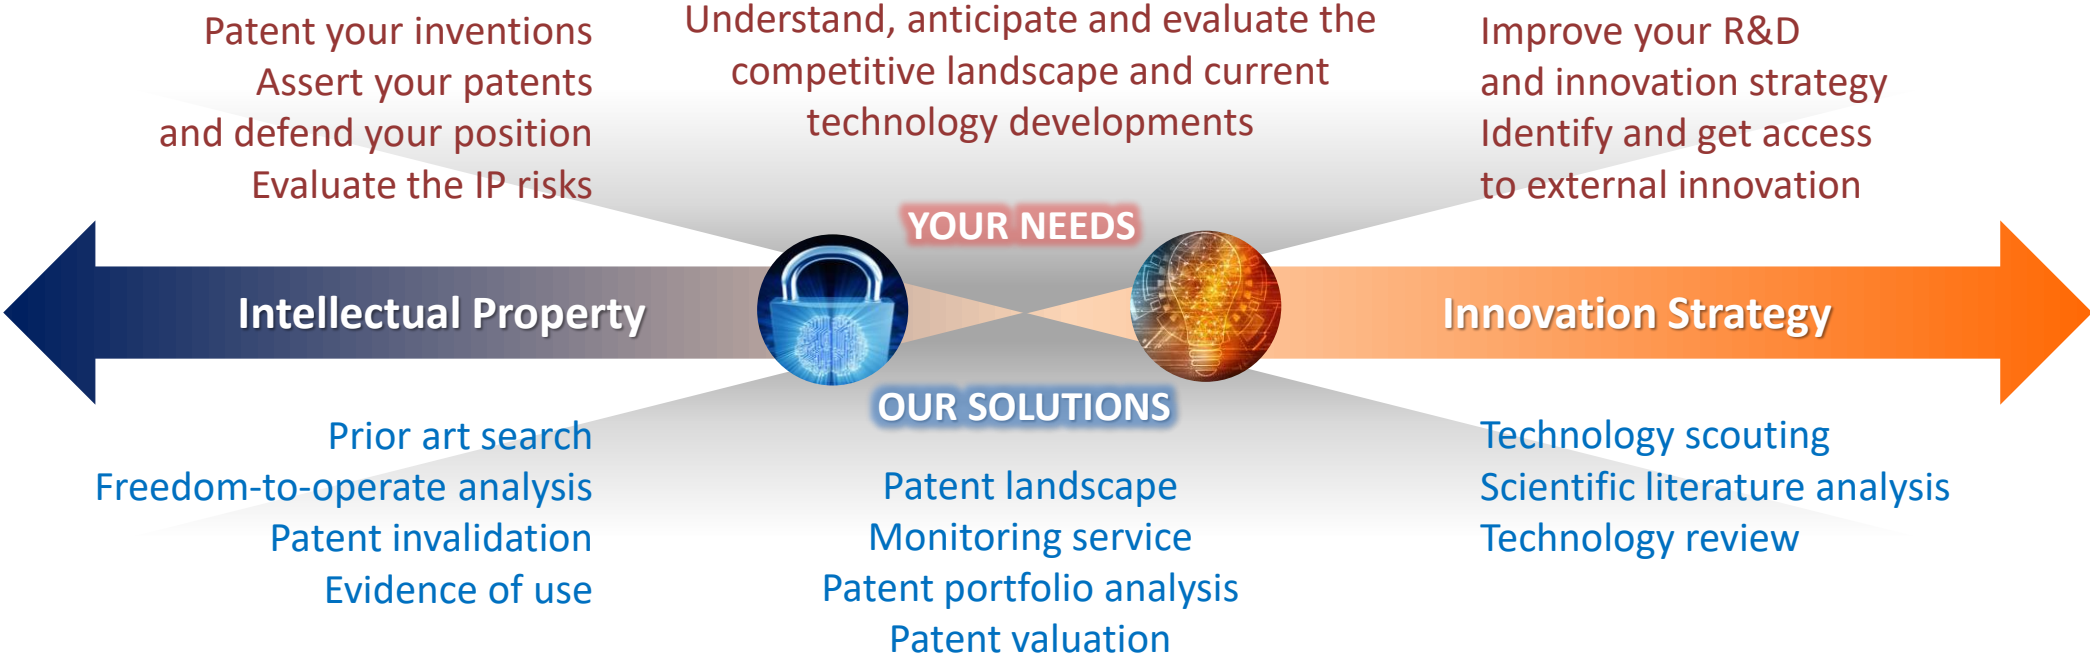 Patent your inventions
Assert your patents
and defend your position
Evaluate the IP risks
Understand, anticipate and evaluate the
competitive landscape and current
technology developments
Improve your R&D
and innovation strategy
Identify and get access
to external innovation
YOUR NEEDS
Intellectual Property
Innovation Strategy
OUR SOLUTIONS
Prior art search
Freedom-to-operate analysis
Patent invalidation
Evidence of use
Patent landscape
Monitoring service
Patent portfolio analysis
Patent valuation
Technology scouting
Scientific literature analysis
Technology review